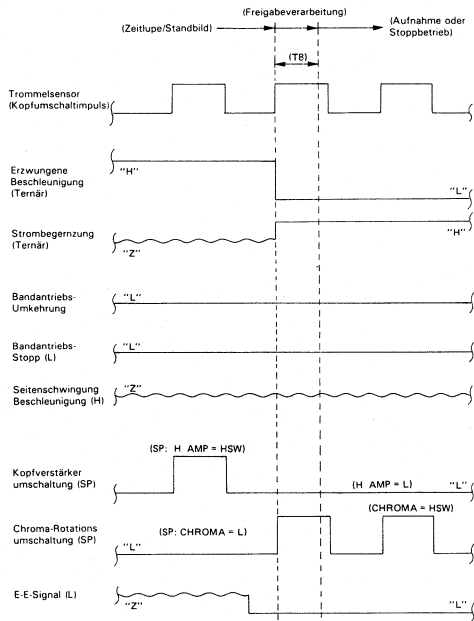 (Freigabeverarbeitung)
(Zeitlupe/Standbild)
(Aufnahme oder
Stoppbetrieb)
(T8)
Trommelsensor
(Kopfumschaltimpuls)
Erzwungene
Beschleunigung
(Ternär)
"H"
"L"
Strombegernzung
(Ternär)
"Z"
"H"
Bandantriebs-
Umkehrung
"L"
Bandantriebs-
Stopp (L)
"L"
Seitenschwingung
Beschleunigung (H)
"Z"
(SP: H AMP = HSW)
Kopfverstärker
umschaltung (SP)
(H AMP = L)
"L"
(CHROMA = HSW)
Chroma-Rotations
umschaltung (SP)
(SP: CHROMA = L)
"L"
E-E-Signal (L)
"Z"
"L"